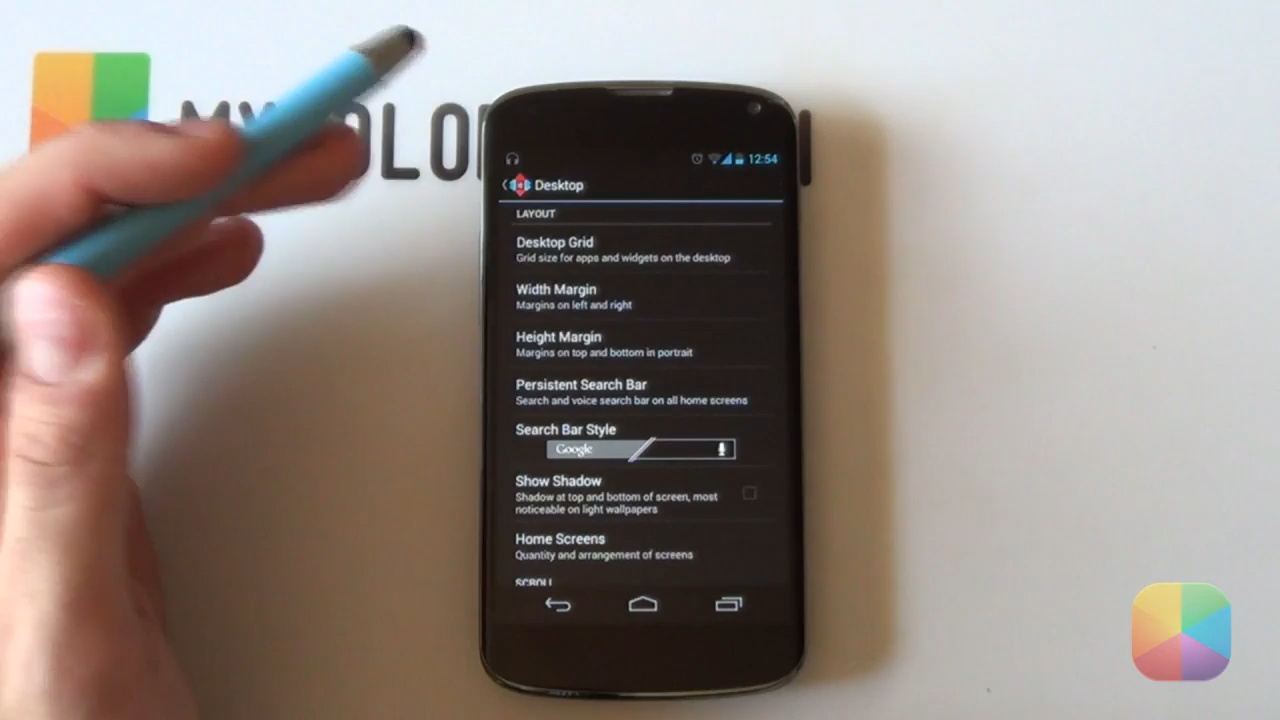 12:54
Desktop
LAYOUT
Desktop Grid
Grid size for apps and widgets on the desktop
Width Margin
Margins on left and right
Height Margin
Margins on top and bottom in portrait
Persistent Search Bar
Search and voice search bar on all home screens
Search Bar Style
Google
Show Shadow
Shadow at top and bottom of screen, most
noticeable on light wallpapers
Home Screens
Quantity and arrangement of screens
SCROLL